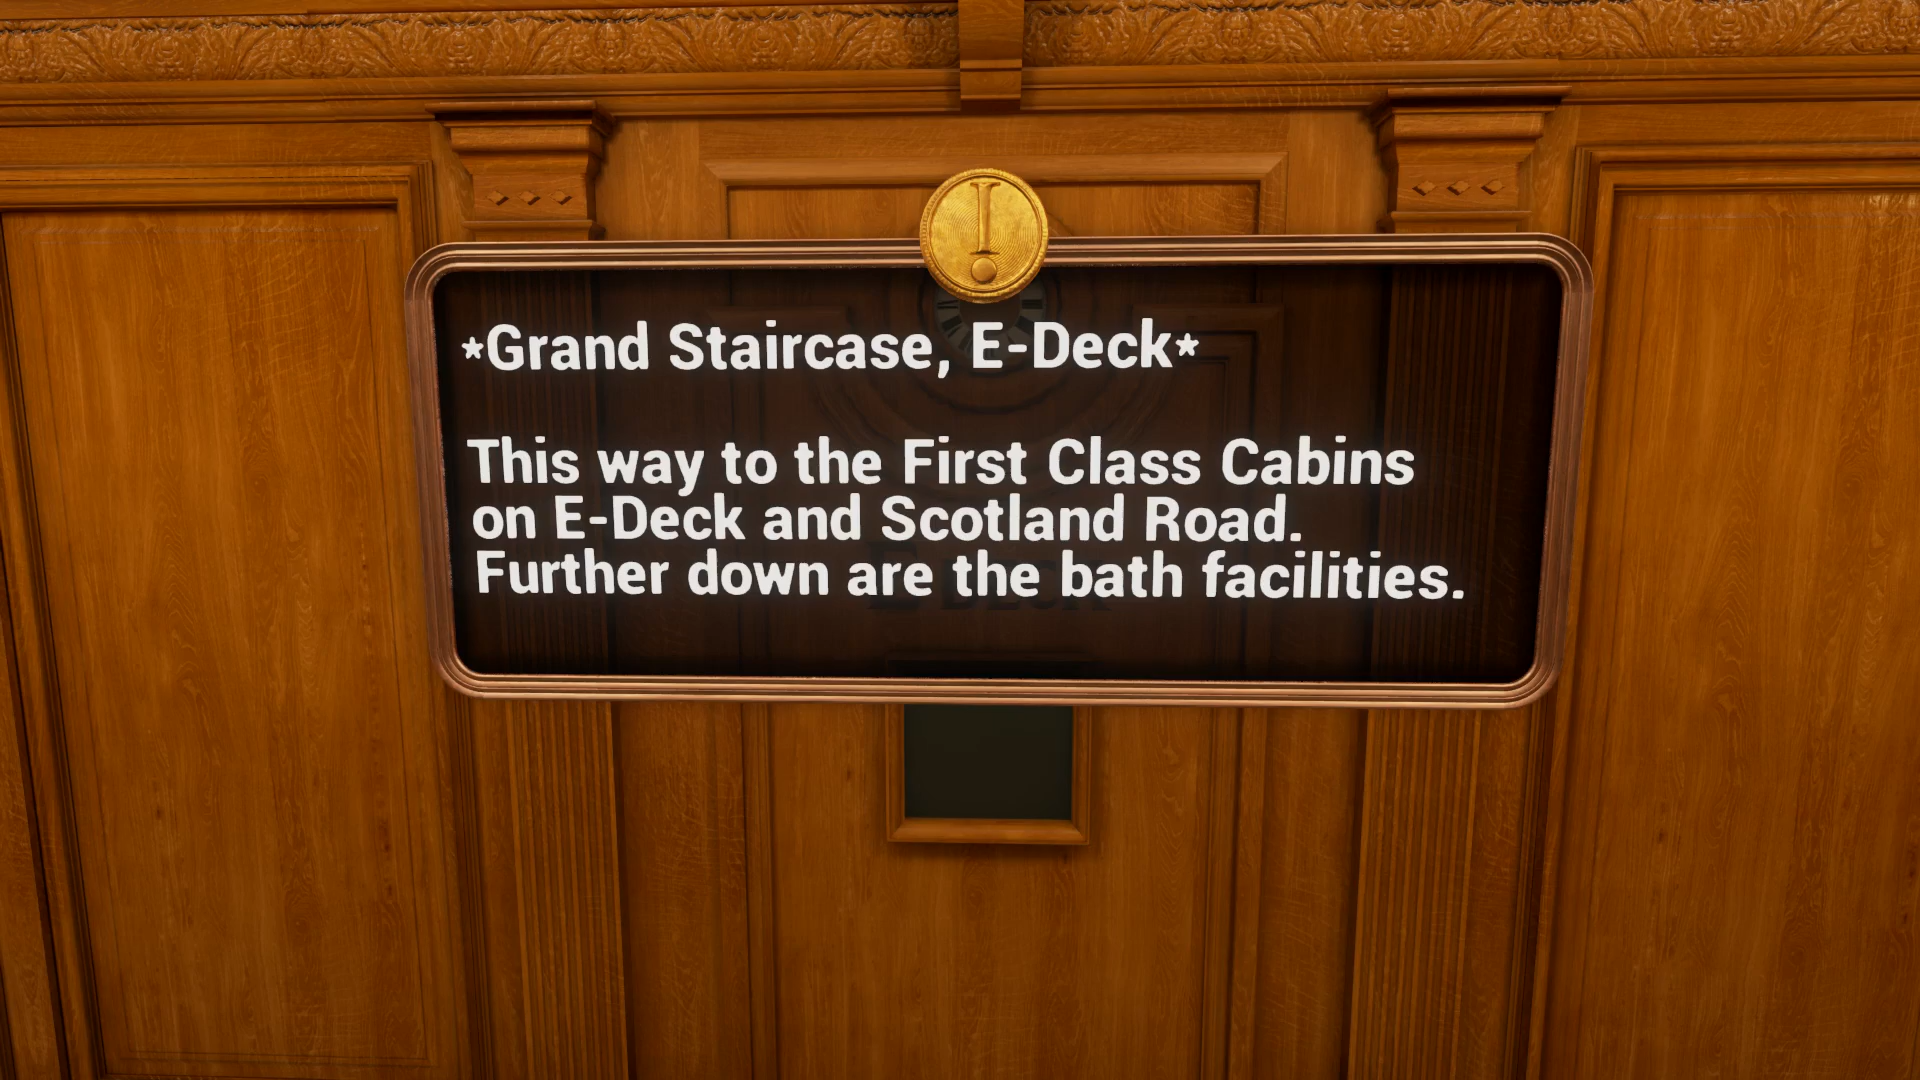 *Grand Staircase, E-Deck*
This way to the First Class Cabins
on E-Deck and Scotland Road.
Further down are the bath facilities.
E DECK